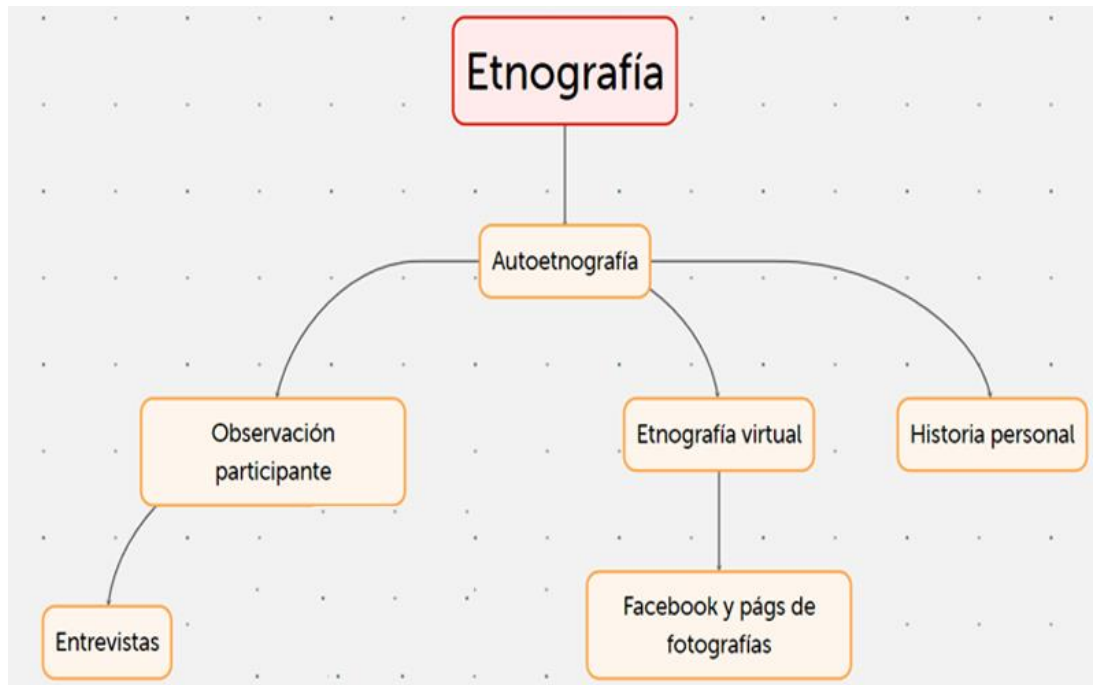 Etnografía
Autoetnografía
Observación
participante
Etnografía virtual
Historia personal
Entrevistas
Facebook y págs de
fotografías